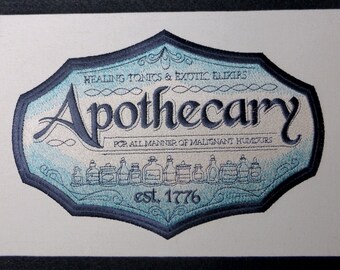 HEALING TONICS & EXOTIC ELIXIRS
Apothecary
FOR ALL MANNER OF MALIGNANT HUMOURS
est. 1776